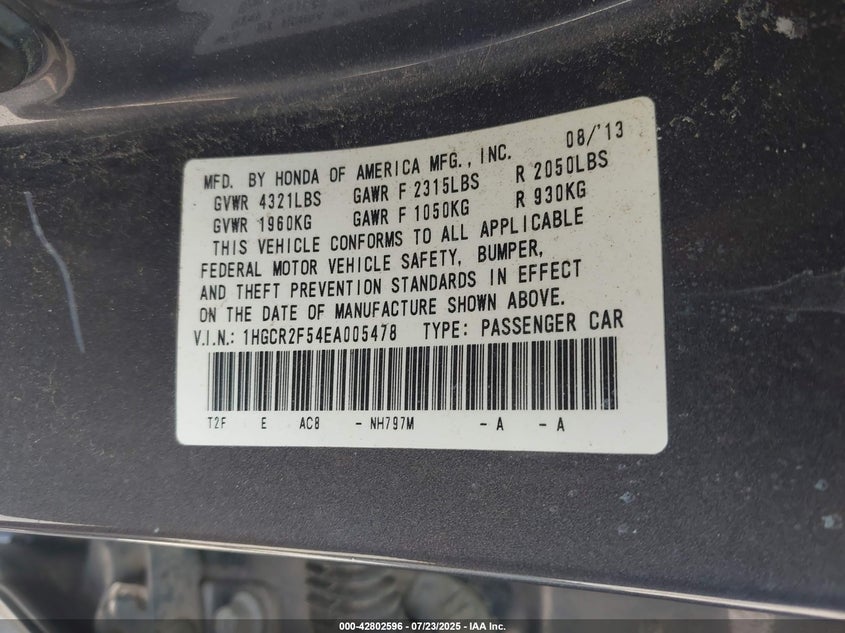 MFD. BY HONDA OF AMERICA MFG., INC. 08/'13
GVWR 4321LBS GAWR F 2315LBS R 2050LBS
GVWR 1960KG GAWR F 1050KG R 930KG
THIS VEHICLE CONFORMS TO ALL APPLICABLE
FEDERAL MOTOR VEHICLE SAFETY, BUMPER,
AND THEFT PREVENTION STANDARDS IN EFFECT
ON THE DATE OF MANUFACTURE SHOWN ABOVE.
V.I.N.: 1HGCR2F54EA005478 TYPE: PASSENGER CAR
T2F E AC8 - NH797M - A - A
000-42802596 - 07/23/2025 - IAA Inc.